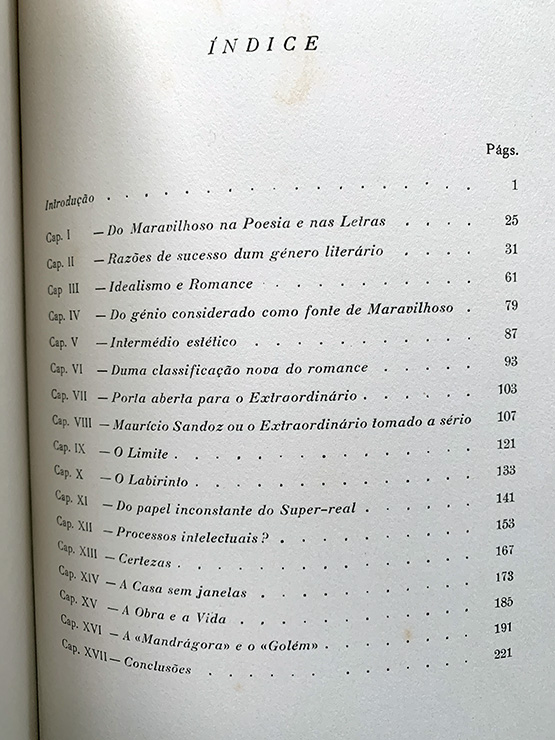 ÍNDICE
Págs.
Introdução . . . . . . . . . . . . . . . . . 1
Cap. I — Do Maravilhoso na Poesia e nas Letras . . . . 25
Cap. II — Razões de sucesso dum género literário . . . . 31
Cap III — Idealismo e Romance . . . . . . . . . 61
Cap. IV — Do génio considerado como fonte de Maravilhoso . 79
Cap. V — Intermédio estético . . . . . . . . . . 87
Cap. VI — Duma classificação nova do romance . . . . . 93
Cap. VII — Porta aberta para o Extraordinário . . . . . . 103
Cap. VIII — Maurício Sandoz ou o Extraordinário tomado a sério 107
Cap. IX — O Limite . . . . . . . . . . . . . 121
Cap. X — O Labirinto . . . . . . . . . . . . 133
Cap. XI — Do papel inconstante do Super-real . . . . . 141
Cap. XII — Processos intelectuais ? . . . . . . . . 153
Cap. XIII — Certezas . . . . . . . . . . . . . 167
Cap. XIV — A Casa sem janelas . . . . . . . . . 173
Cap. XV — A Obra e a Vida . . . . . . . . . . 185
Cap. XVI — A «Mandrágora» e o «Golém» . . . . . . 191
Cap. XVII — Conclusões . . . . . . . . . . . . 221